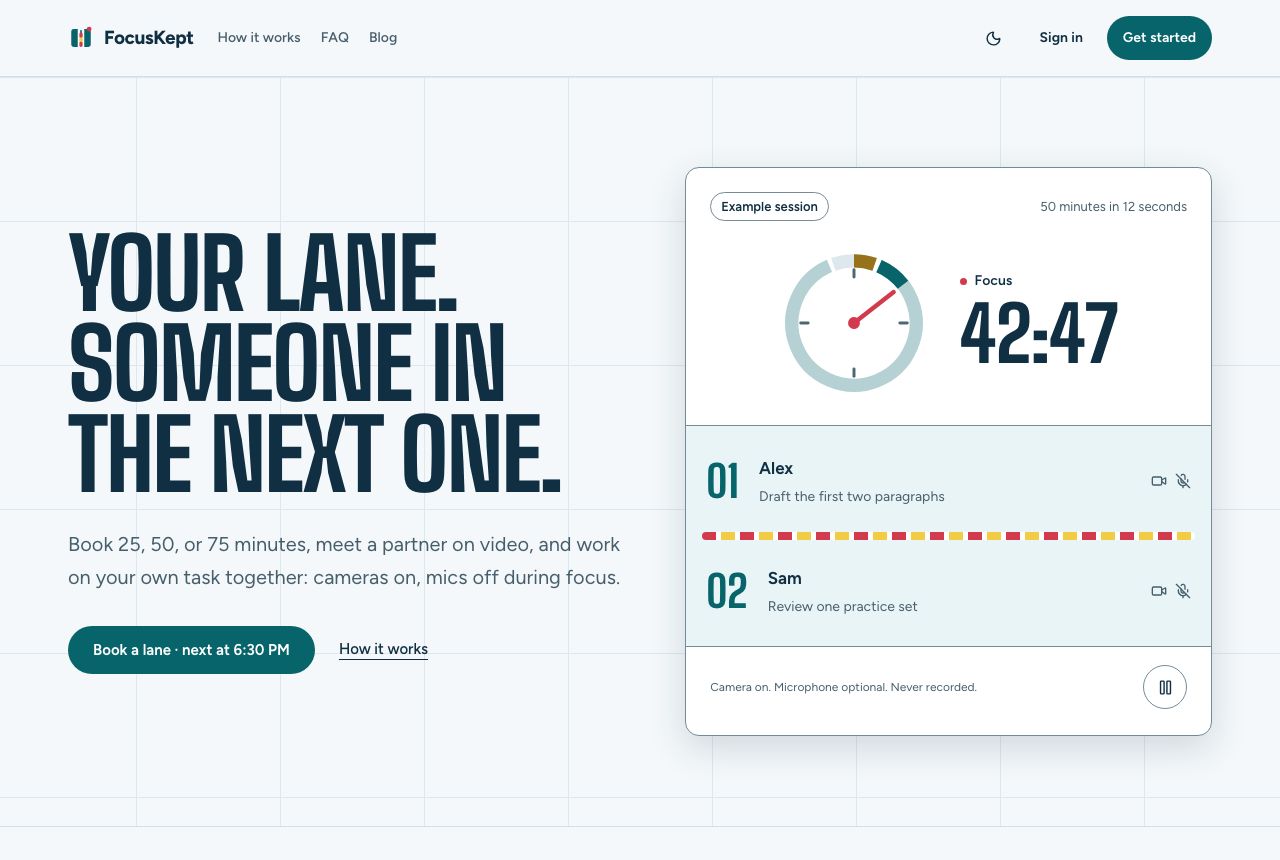 FocusKept
How it works
FAQ
Blog
Sign in
Get started
YOUR LANE.
SOMEONE IN
THE NEXT ONE.
Book 25, 50, or 75 minutes, meet a partner on video, and work
on your own task together: cameras on, mics off during focus.
Book a lane · next at 6:30 PM
How it works
Example session
50 minutes in 12 seconds
Focus
42:47
01
Alex
Draft the first two paragraphs
02
Sam
Review one practice set
Camera on. Microphone optional. Never recorded.